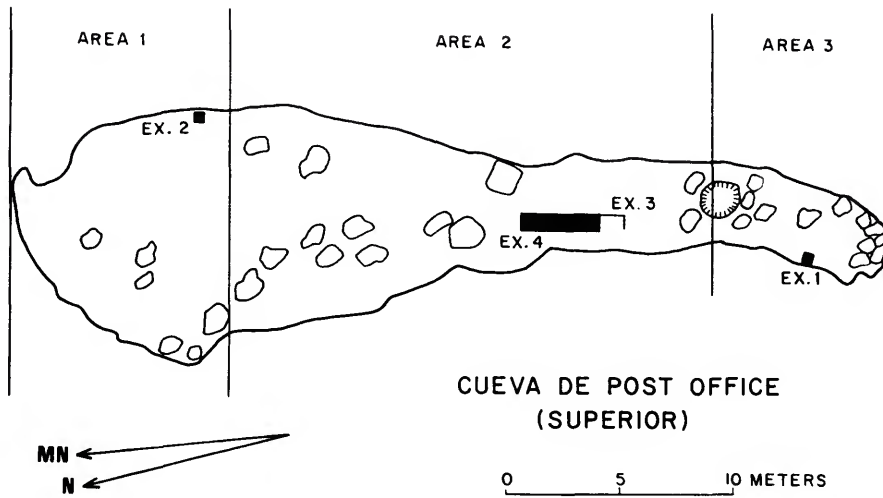 AREA 1
AREA 2
AREA 3
EX. 2
EX. 3
EX. 4
EX. 1
CUEVA DE POST OFFICE
(SUPERIOR)
MN
N
0 5 10 METERS